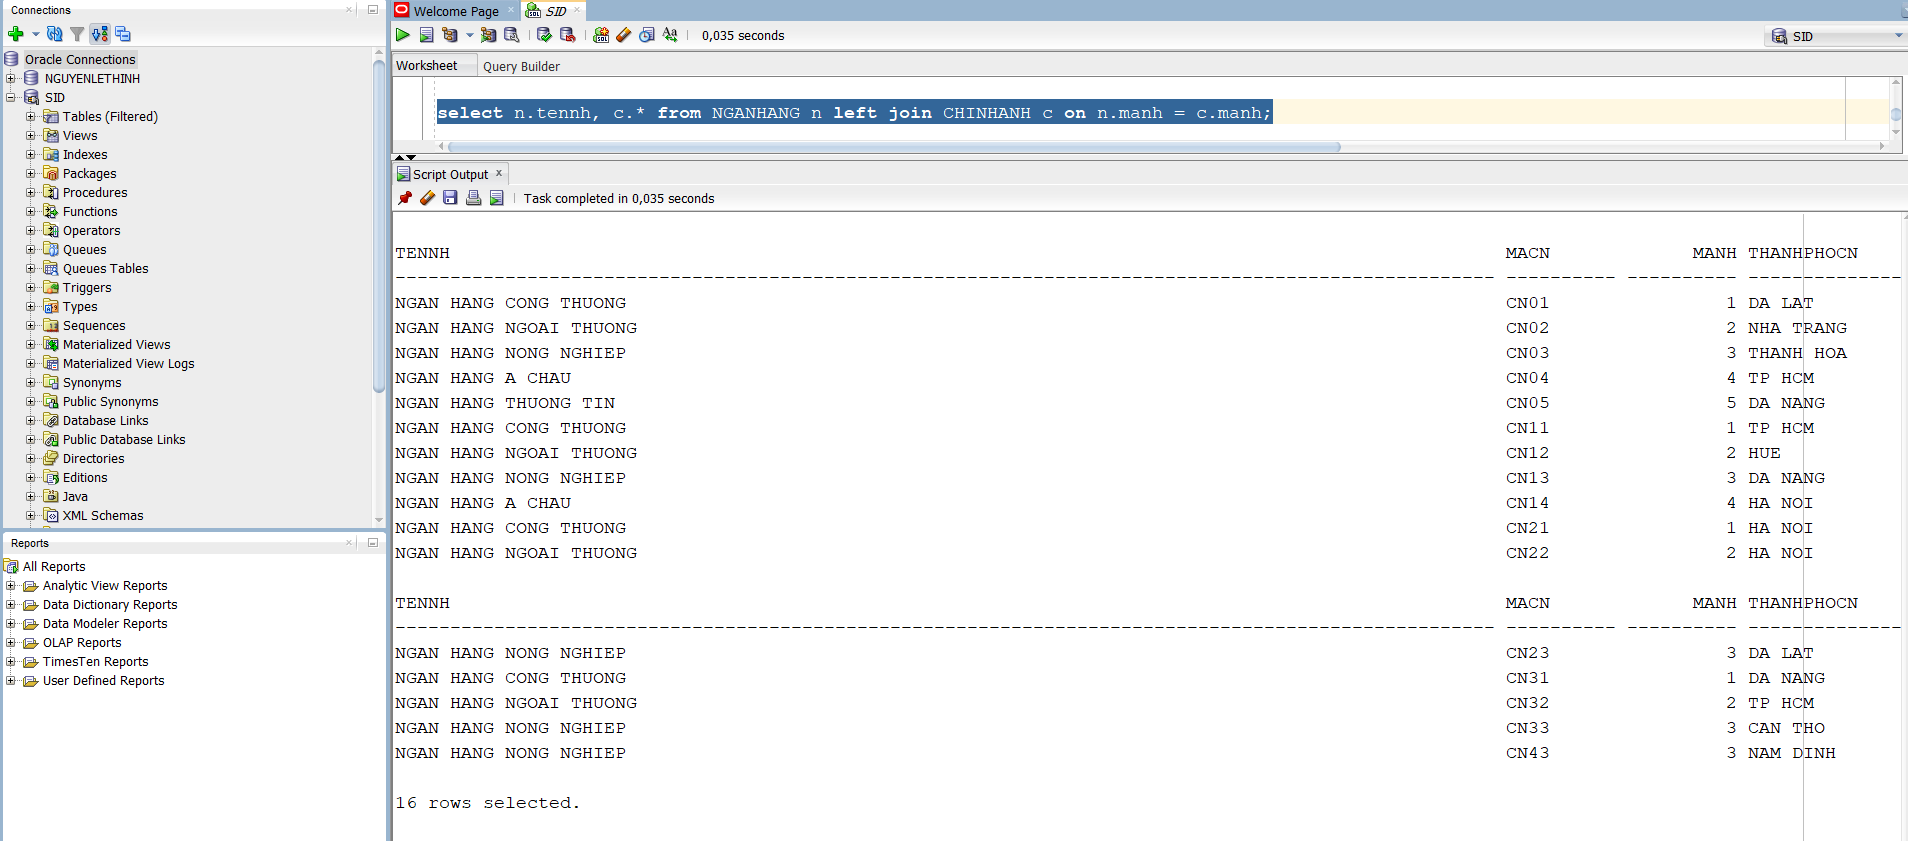 Connections
Oracle Connections
NGUYENLETHINH
SID
Tables (Filtered)
Views
Indexes
Packages
Procedures
Functions
Operators
Queues
Queues Tables
Triggers
Types
Sequences
Materialized Views
Materialized View Logs
Synonyms
Public Synonyms
Database Links
Public Database Links
Directories
Editions
Java
XML Schemas
Reports
All Reports
Analytic View Reports
Data Dictionary Reports
Data Modeler Reports
OLAP Reports
TimesTen Reports
User Defined Reports
Welcome Page SID
0,035 seconds SID
Worksheet Query Builder
select n.tennh, c.* from NGANHANG n left join CHINHANH c on n.manh = c.manh;
Script Output
Task completed in 0,035 seconds
TENNH MACN MANH THANHPHOCN
NGAN HANG CONG THUONG CN01 1 DA LAT
NGAN HANG NGOAI THUONG CN02 2 NHA TRANG
NGAN HANG NONG NGHIEP CN03 3 THANH HOA
NGAN HANG A CHAU CN04 4 TP HCM
NGAN HANG THUONG TIN CN05 5 DA NANG
NGAN HANG CONG THUONG CN11 1 TP HCM
NGAN HANG NGOAI THUONG CN12 2 HUE
NGAN HANG NONG NGHIEP CN13 3 DA NANG
NGAN HANG A CHAU CN14 4 HA NOI
NGAN HANG CONG THUONG CN21 1 HA NOI
NGAN HANG NGOAI THUONG CN22 2 HA NOI
TENNH MACN MANH THANHPHOCN
NGAN HANG NONG NGHIEP CN23 3 DA LAT
NGAN HANG CONG THUONG CN31 1 DA NANG
NGAN HANG NGOAI THUONG CN32 2 TP HCM
NGAN HANG NONG NGHIEP CN33 3 CAN THO
NGAN HANG NONG NGHIEP CN43 3 NAM DINH
16 rows selected.